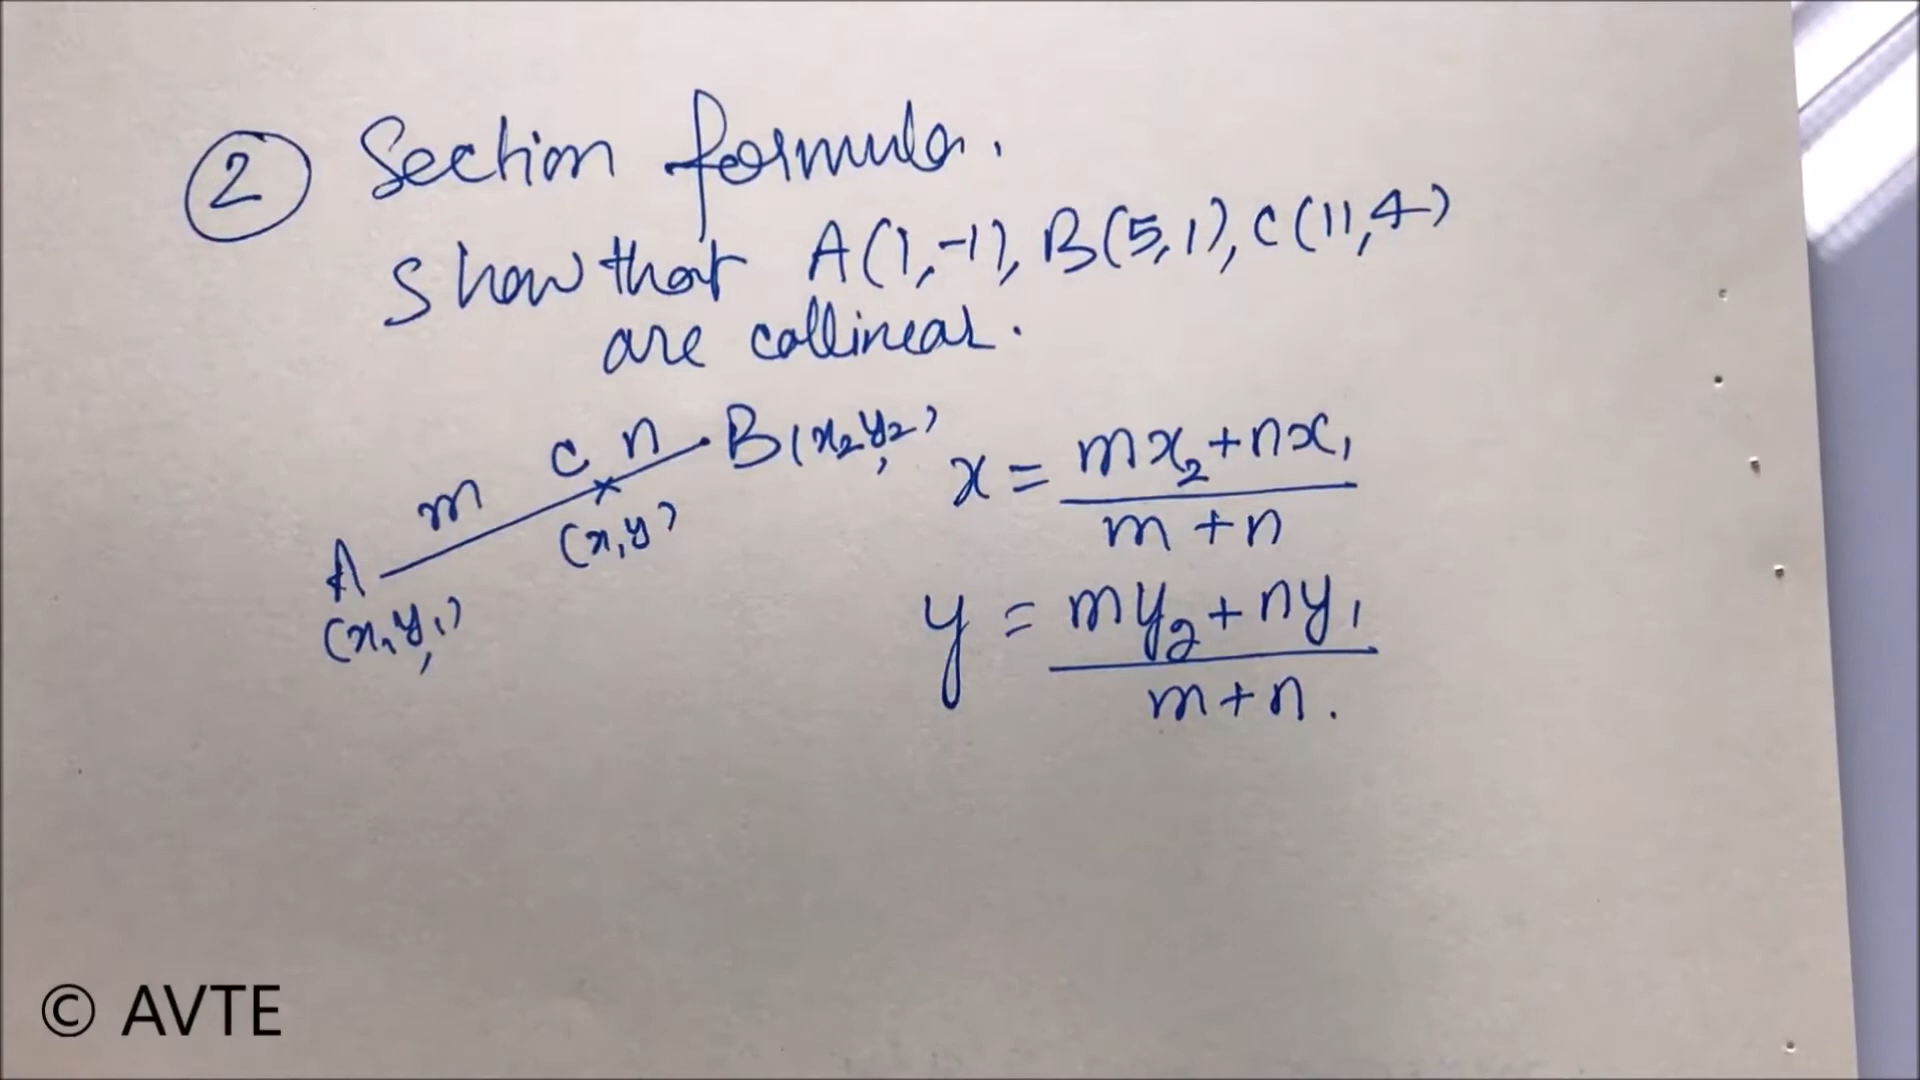 ② Section formula.
show that A(1,-1), B(5,1), C(11,4)
are collinear.
A m C n B(x₂,y₂)
(x₁,y₁) (x,y)
x = mx₂+nx₁ / m+n
y = my₂+ny₁ / m+n.
© AVTE